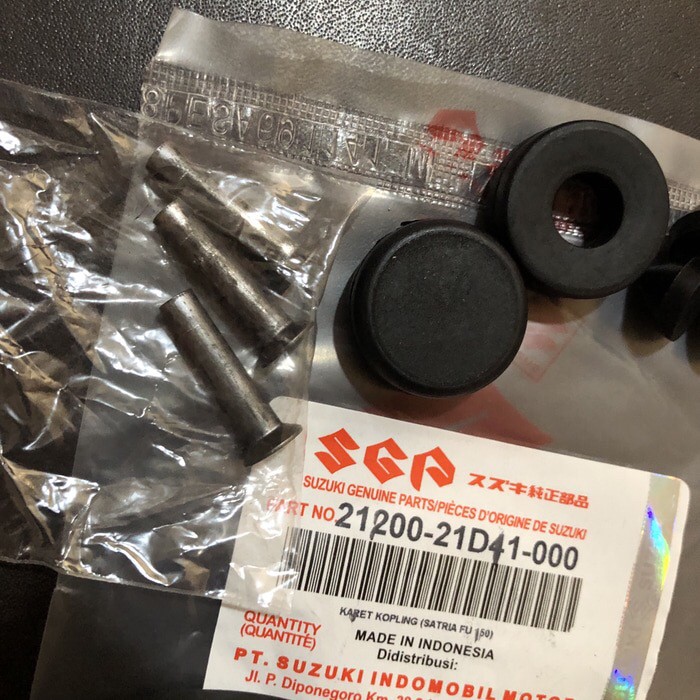 SGP スズキ純正部品
SUZUKI GENUINE PARTS/PIÈCES D'ORIGINE DE SUZUKI
PART NO 21200-21D41-000
KARET KOPLING (SATRIA FU 150)
QUANTITY
(QUANTITÉ)
MADE IN INDONESIA
Didistribusi:
PT. SUZUKI INDOMOBIL MOTOR
Jl. P. Diponegoro Km.